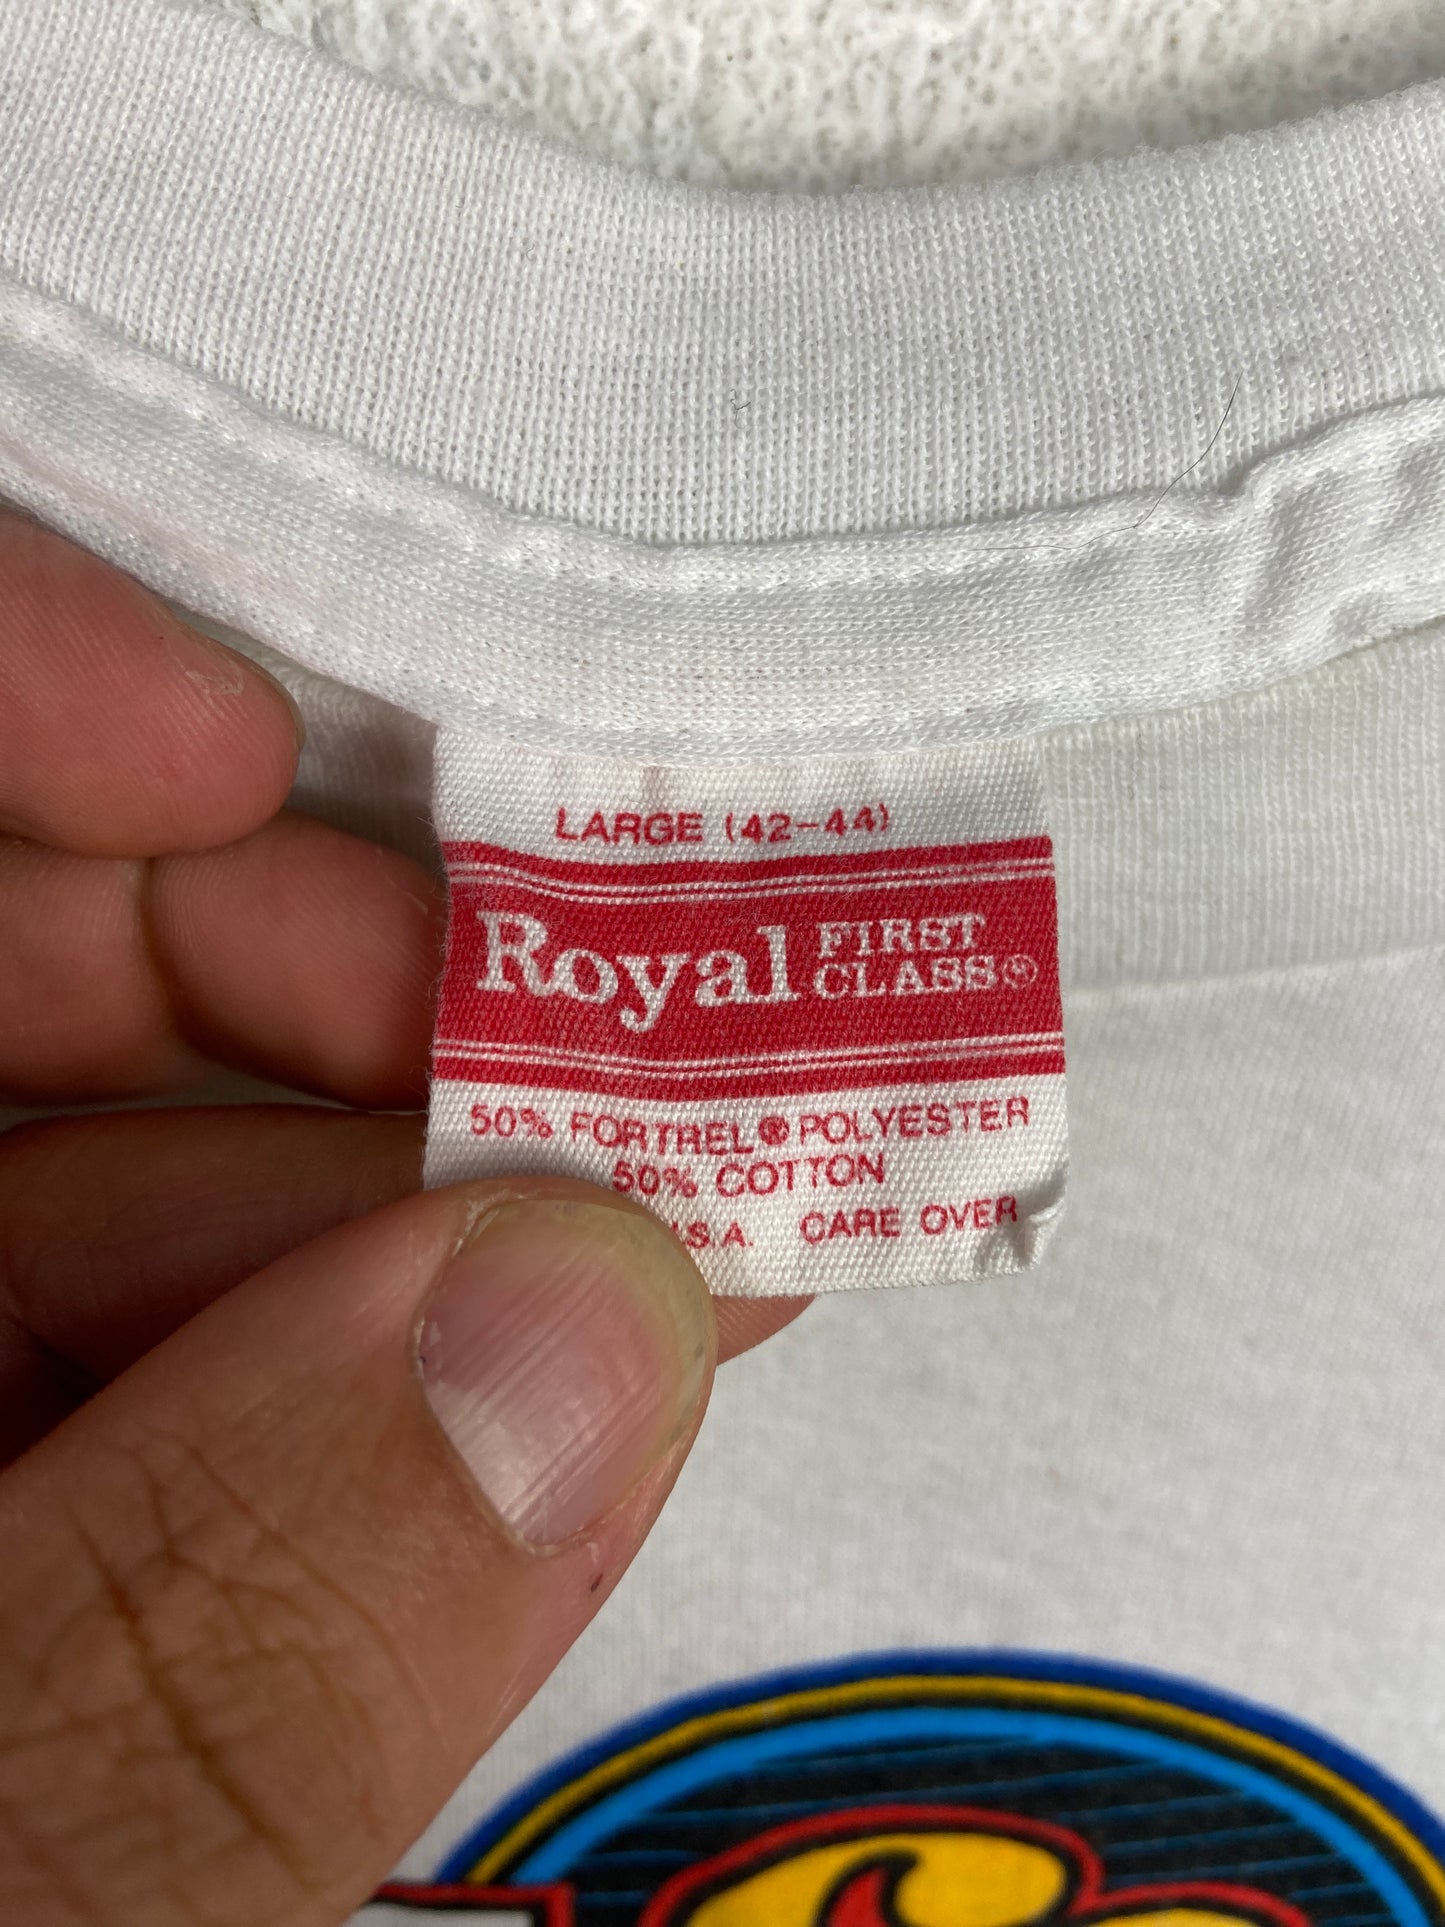 LARGE (42-44)
Royal FIRST CLASS®
50% FORTREL® POLYESTER
50% COTTON
.S.A. CARE OVER